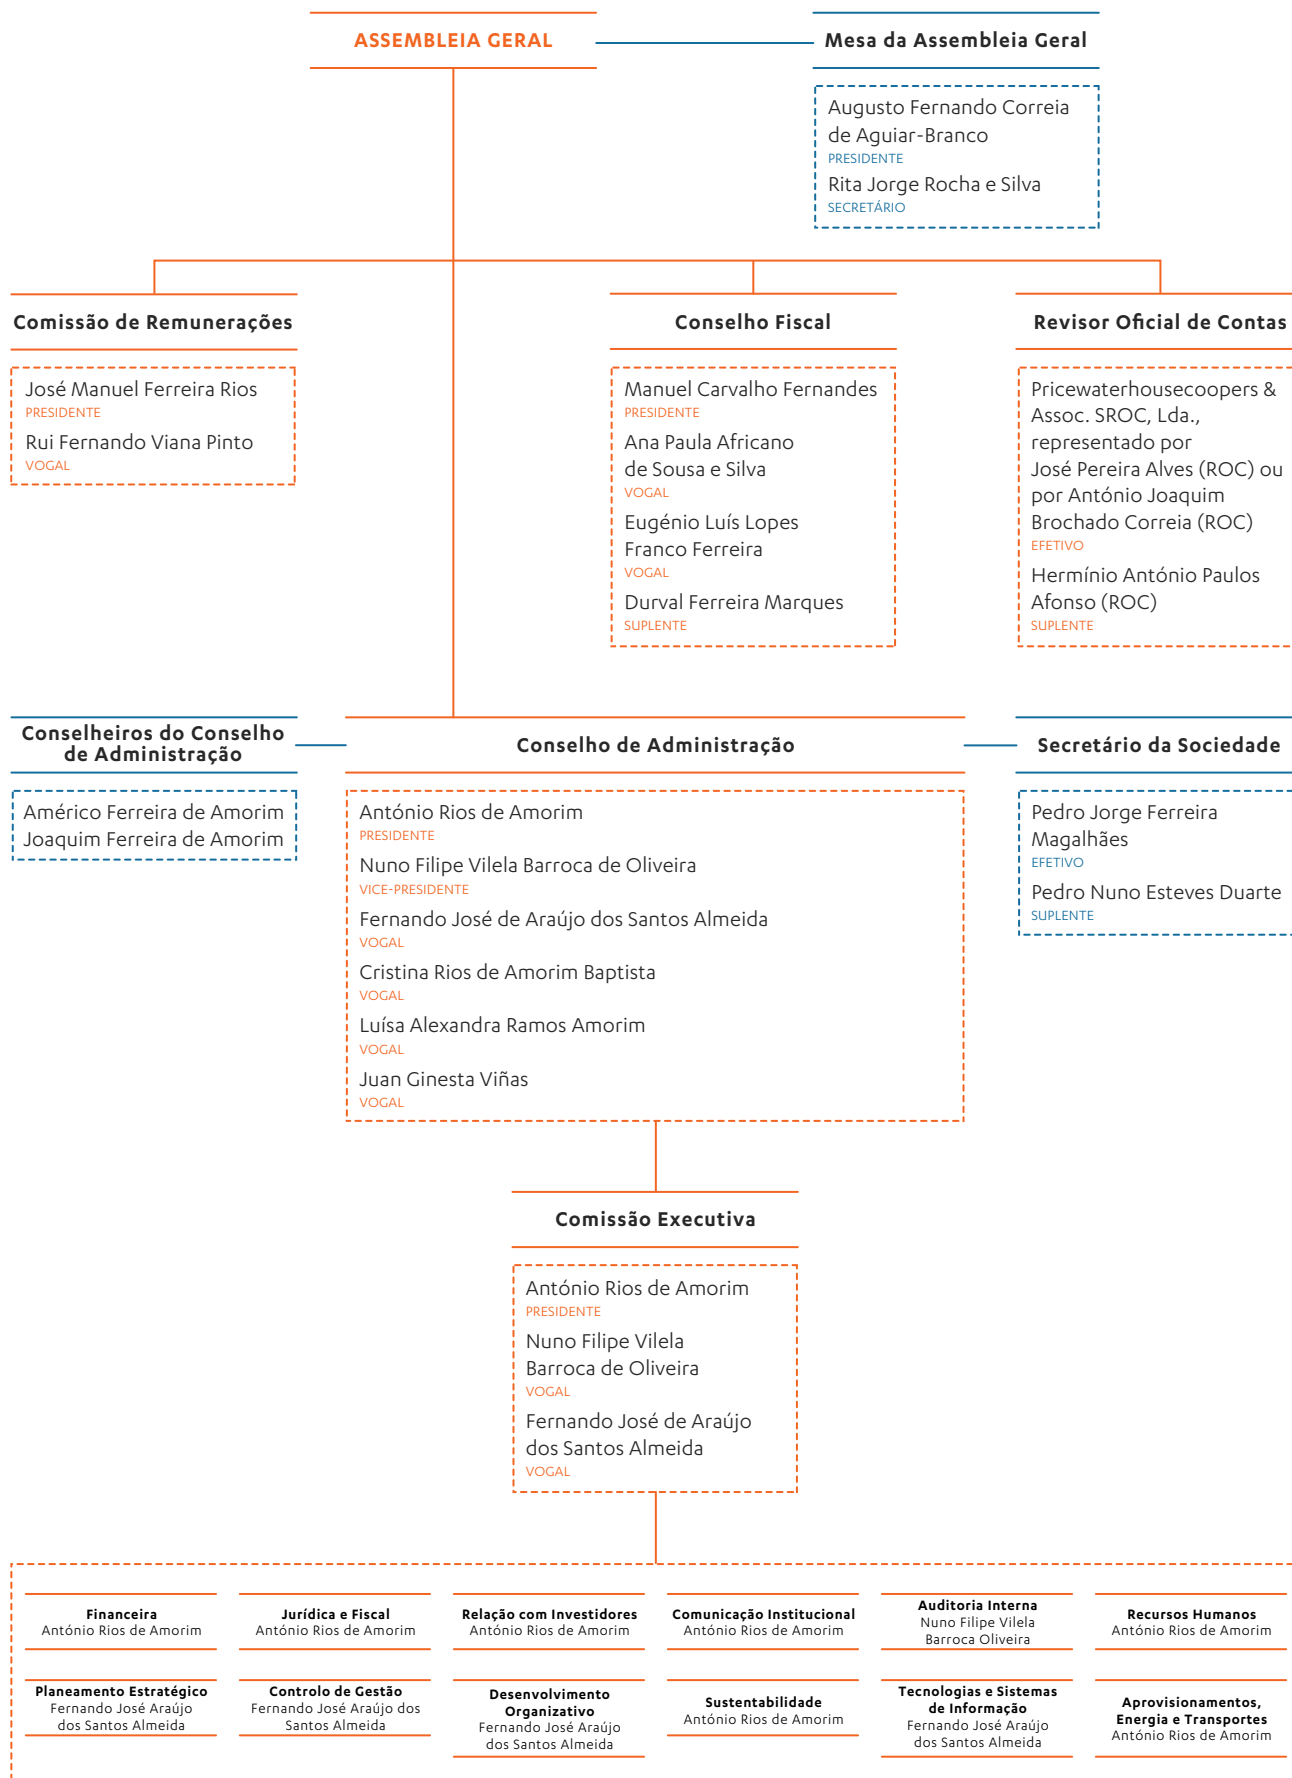 ASSEMBLEIA GERAL
Mesa da Assembleia Geral
Augusto Fernando Correia
de Aguiar-Branco
PRESIDENTE
Rita Jorge Rocha e Silva
SECRETÁRIO
Comissão de Remunerações
José Manuel Ferreira Rios
PRESIDENTE
Rui Fernando Viana Pinto
VOGAL
Conselho Fiscal
Manuel Carvalho Fernandes
PRESIDENTE
Ana Paula Africano
de Sousa e Silva
VOGAL
Eugénio Luís Lopes
Franco Ferreira
VOGAL
Durval Ferreira Marques
SUPLENTE
Revisor Oficial de Contas
Pricewaterhousecoopers &
Assoc. SROC, Lda.,
representado por
José Pereira Alves (ROC) ou
por António Joaquim
Brochado Correia (ROC)
EFETIVO
Hermínio António Paulos
Afonso (ROC)
SUPLENTE
Conselheiros do Conselho
de Administração
Américo Ferreira de Amorim
Joaquim Ferreira de Amorim
Conselho de Administração
António Rios de Amorim
PRESIDENTE
Nuno Filipe Vilela Barroca de Oliveira
VICE-PRESIDENTE
Fernando José de Araújo dos Santos Almeida
VOGAL
Cristina Rios de Amorim Baptista
VOGAL
Luísa Alexandra Ramos Amorim
VOGAL
Juan Ginesta Viñas
VOGAL
Secretário da Sociedade
Pedro Jorge Ferreira
Magalhães
EFETIVO
Pedro Nuno Esteves Duarte
SUPLENTE
Comissão Executiva
António Rios de Amorim
PRESIDENTE
Nuno Filipe Vilela
Barroca de Oliveira
VOGAL
Fernando José de Araújo
dos Santos Almeida
VOGAL
Financeira
António Rios de Amorim
Jurídica e Fiscal
António Rios de Amorim
Relação com Investidores
António Rios de Amorim
Comunicação Institucional
António Rios de Amorim
Auditoria Interna
Nuno Filipe Vilela
Barroca Oliveira
Recursos Humanos
António Rios de Amorim
Planeamento Estratégico
Fernando José Araújo
dos Santos Almeida
Controlo de Gestão
Fernando José Araújo dos
Santos Almeida
Desenvolvimento
Organizativo
Fernando José Araújo
dos Santos Almeida
Sustentabilidade
António Rios de Amorim
Tecnologias e Sistemas
de Informação
Fernando José Araújo
dos Santos Almeida
Aprovisionamentos,
Energia e Transportes
António Rios de Amorim